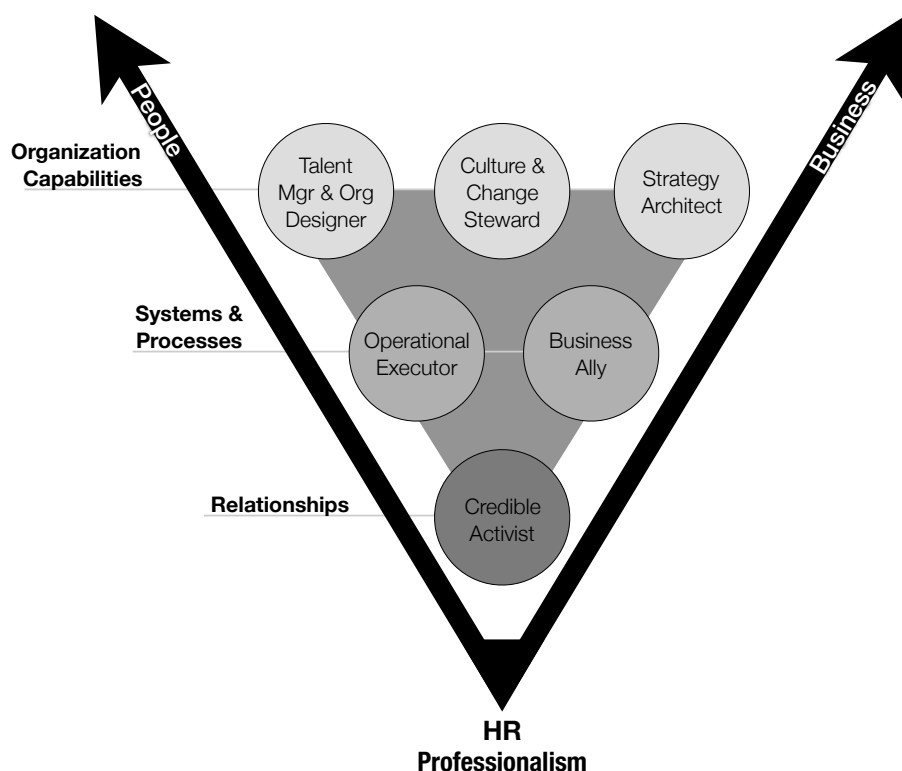 People
Business
Organization
Capabilities
Talent
Mgr & Org
Designer
Culture &
Change
Steward
Strategy
Architect
Systems &
Processes
Operational
Executor
Business
Ally
Relationships
Credible
Activist
HR
Professionalism